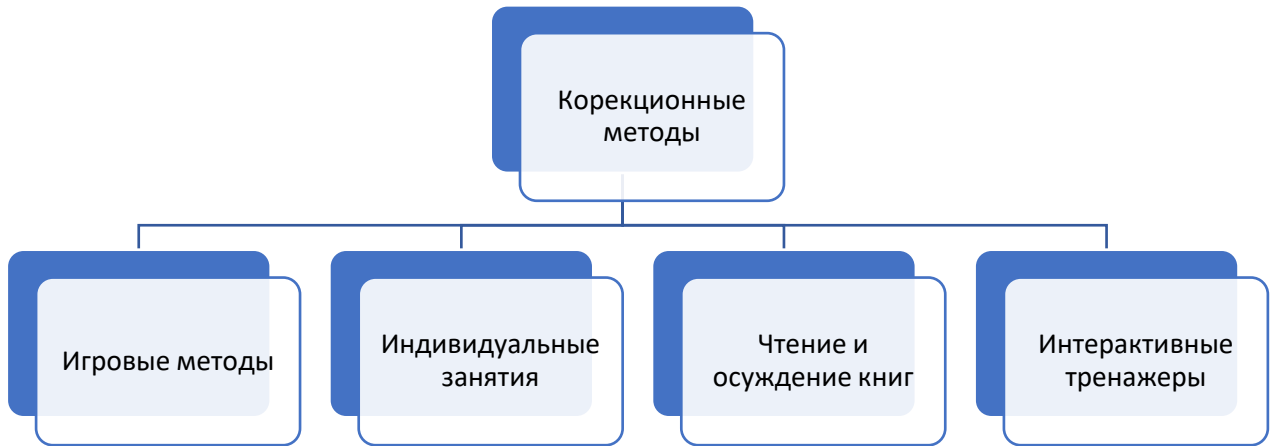 Корекционные
методы
Игровые методы
Индивидуальные
занятия
Чтение и
осуждение книг
Интерактивные
тренажеры